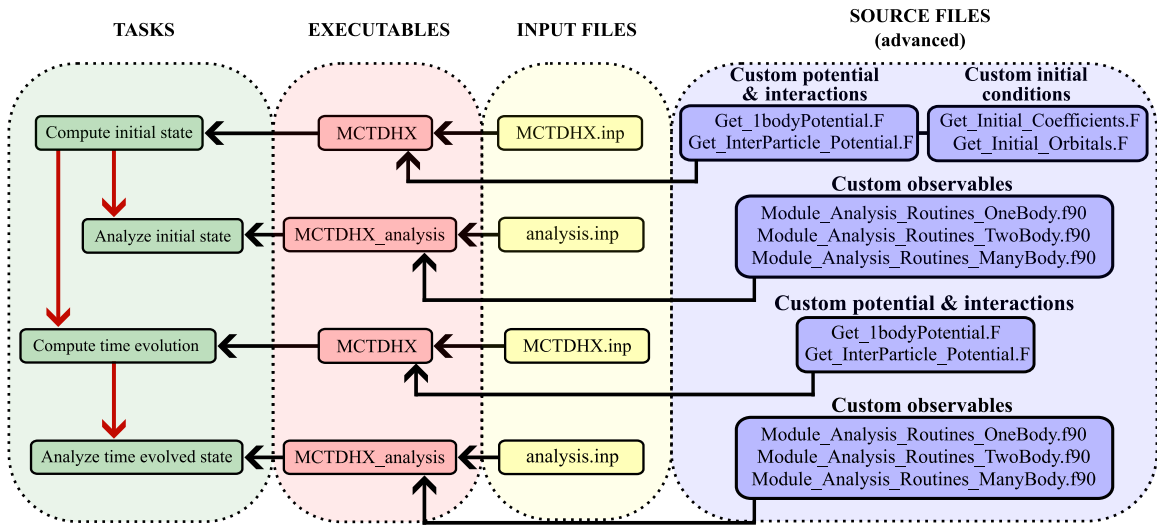 TASKS
EXECUTABLES
INPUT FILES
SOURCE FILES
(advanced)
Custom potential
& interactions
Custom initial
conditions
Compute initial state
MCTDHX
MCTDHX.inp
Get_1bodyPotential.F
Get_InterParticle_Potential.F
Get_Initial_Coefficients.F
Get_Initial_Orbitals.F
Custom observables
Analyze initial state
MCTDHX_analysis
analysis.inp
Module_Analysis_Routines_OneBody.f90
Module_Analysis_Routines_TwoBody.f90
Module_Analysis_Routines_ManyBody.f90
Custom potential & interactions
Compute time evolution
MCTDHX
MCTDHX.inp
Get_1bodyPotential.F
Get_InterParticle_Potential.F
Custom observables
Analyze time evolved state
MCTDHX_analysis
analysis.inp
Module_Analysis_Routines_OneBody.f90
Module_Analysis_Routines_TwoBody.f90
Module_Analysis_Routines_ManyBody.f90